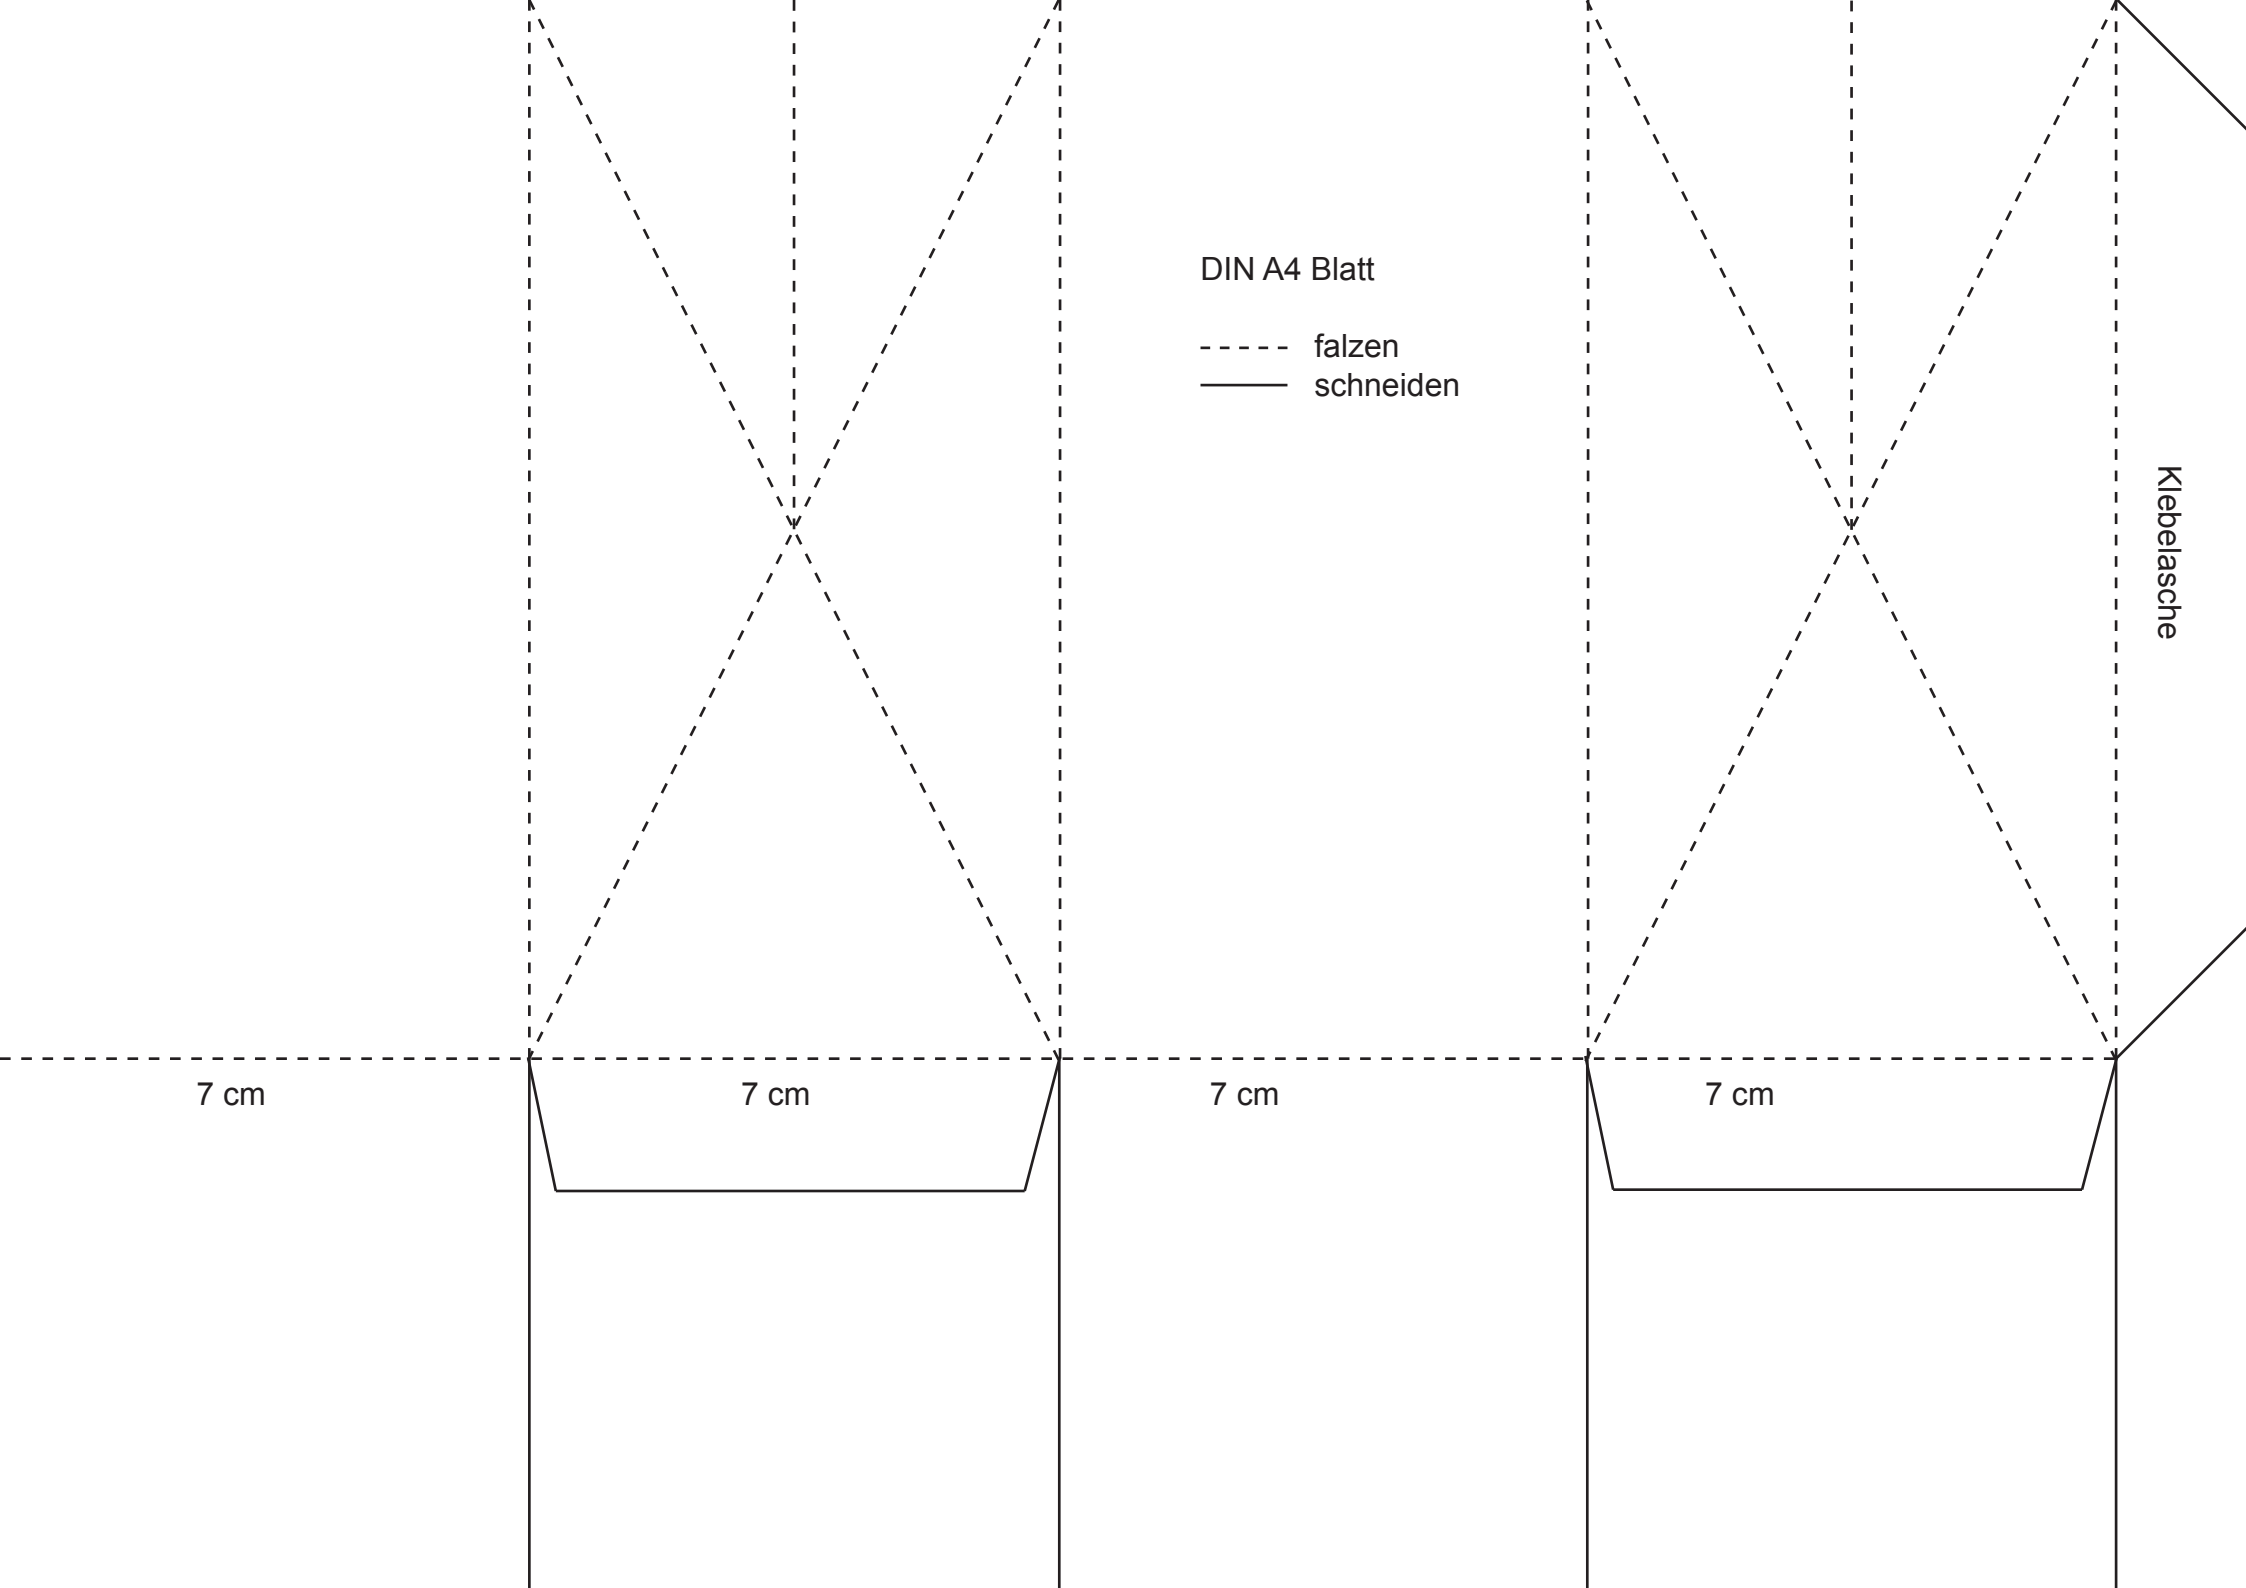 DIN A4 Blatt
falzen
schneiden
Klebelasche
7 cm
7 cm
7 cm
7 cm